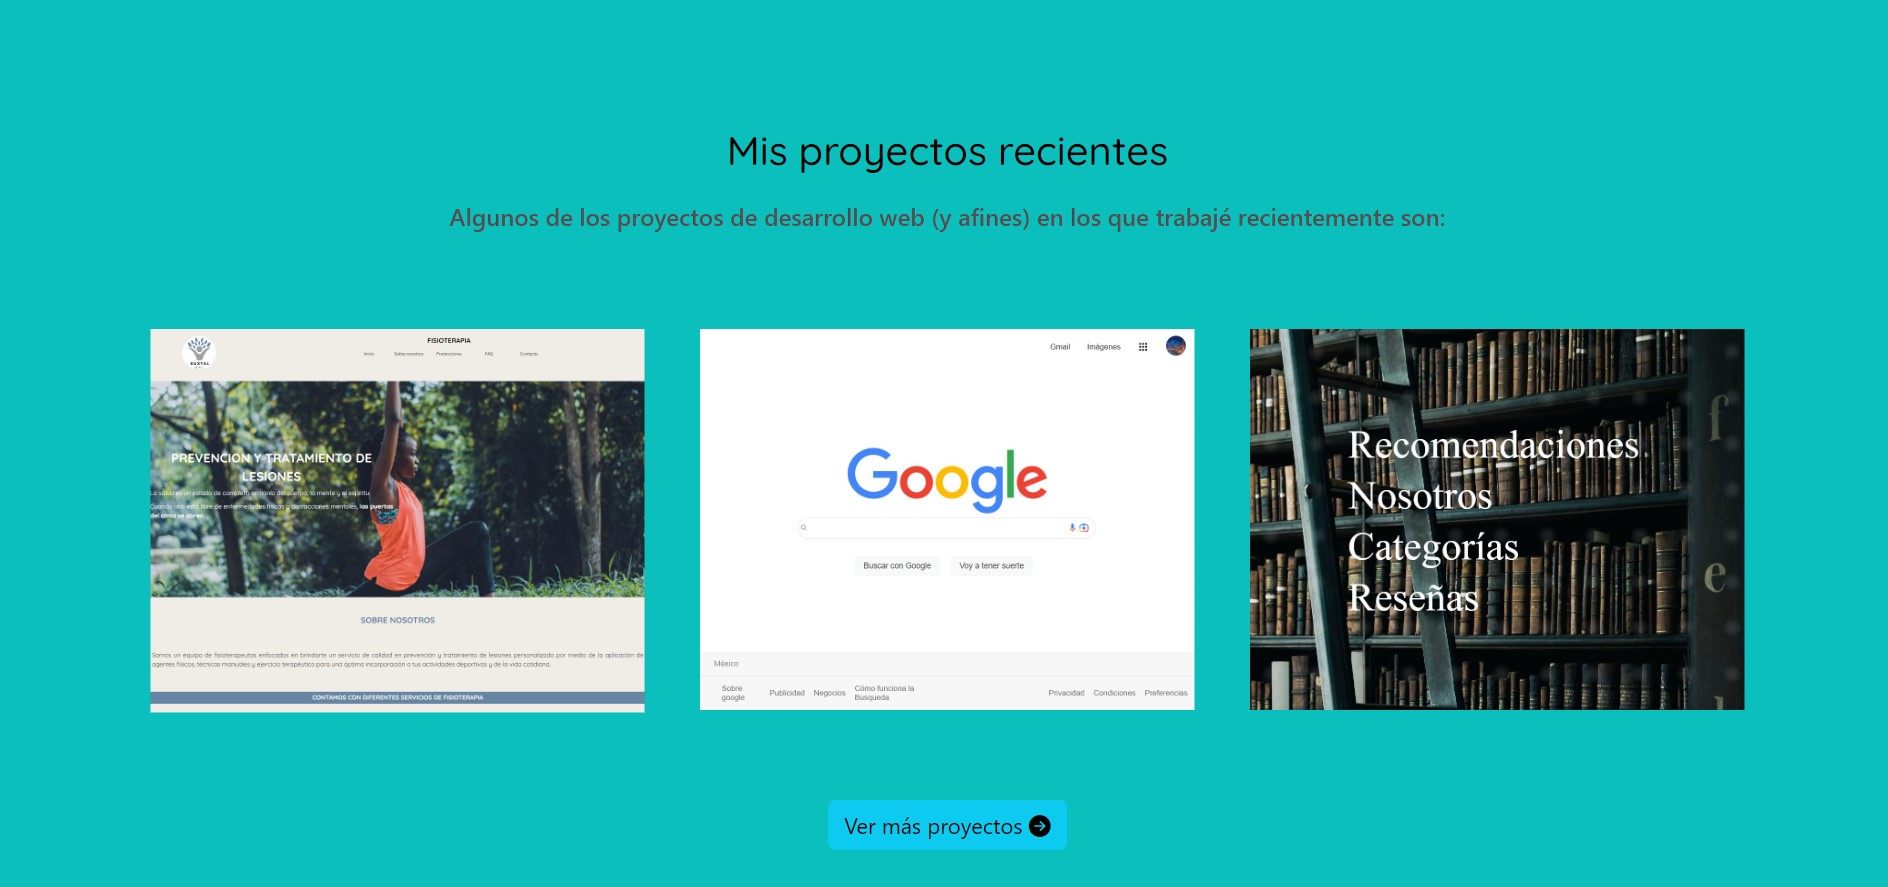 Mis proyectos recientes
Algunos de los proyectos de desarrollo web (y afines) en los que trabajé recientemente son:
FISIOTERAPIA
Inicio Sobre nosotros Promociones FAQ Contacto
PREVENCION Y TRATAMIENTO DE
LESIONES
La salud es un estado de completa armonía del cuerpo, la mente y el espíritu.
Cuando uno está libre de enfermedades físicas y distracciones mentales, las puertas
del alma se abren.
SOBRE NOSOTROS
Somos un equipo de fisioterapeutas enfocados en brindarte un servicio de calidad en prevención y tratamiento de lesiones personalizado por medio de la aplicación de
agentes físicos, técnicas manuales y ejercicio terapéutico para una óptima incorporación a tus actividades deportivas y de la vida cotidiana.
CONTAMOS CON DIFERENTES SERVICIOS DE FISIOTERAPIA
Gmail Imágenes
Google
Buscar con Google Voy a tener suerte
México
Sobre
google Publicidad Negocios Cómo funciona la
Busqueda Privacidad Condiciones Preferencias
Recomendaciones
Nosotros
Categorías
Reseñas
f
e
Ver más proyectos